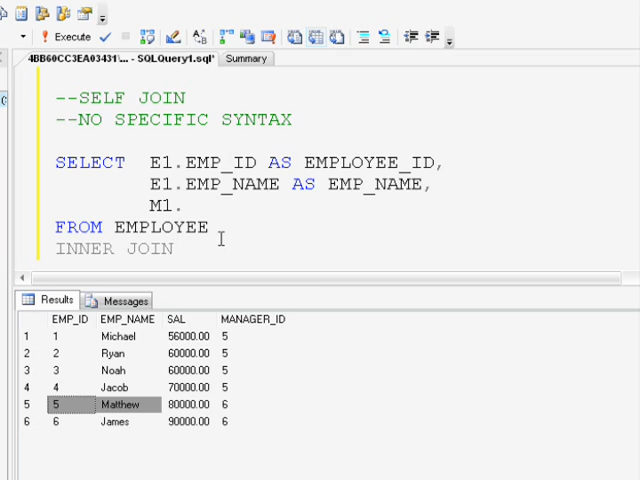 Execute
4BB60CC3EA03431\... - SQLQuery1.sql* Summary
--SELF JOIN
--NO SPECIFIC SYNTAX
SELECT E1.EMP_ID AS EMPLOYEE_ID,
E1.EMP_NAME AS EMP_NAME,
M1.
FROM EMPLOYEE
INNER JOIN
Results Messages
EMP_ID EMP_NAME SAL MANAGER_ID
1 1 Michael 56000.00 5
2 2 Ryan 60000.00 5
3 3 Noah 60000.00 5
4 4 Jacob 70000.00 5
5 5 Matthew 80000.00 6
6 6 James 90000.00 6